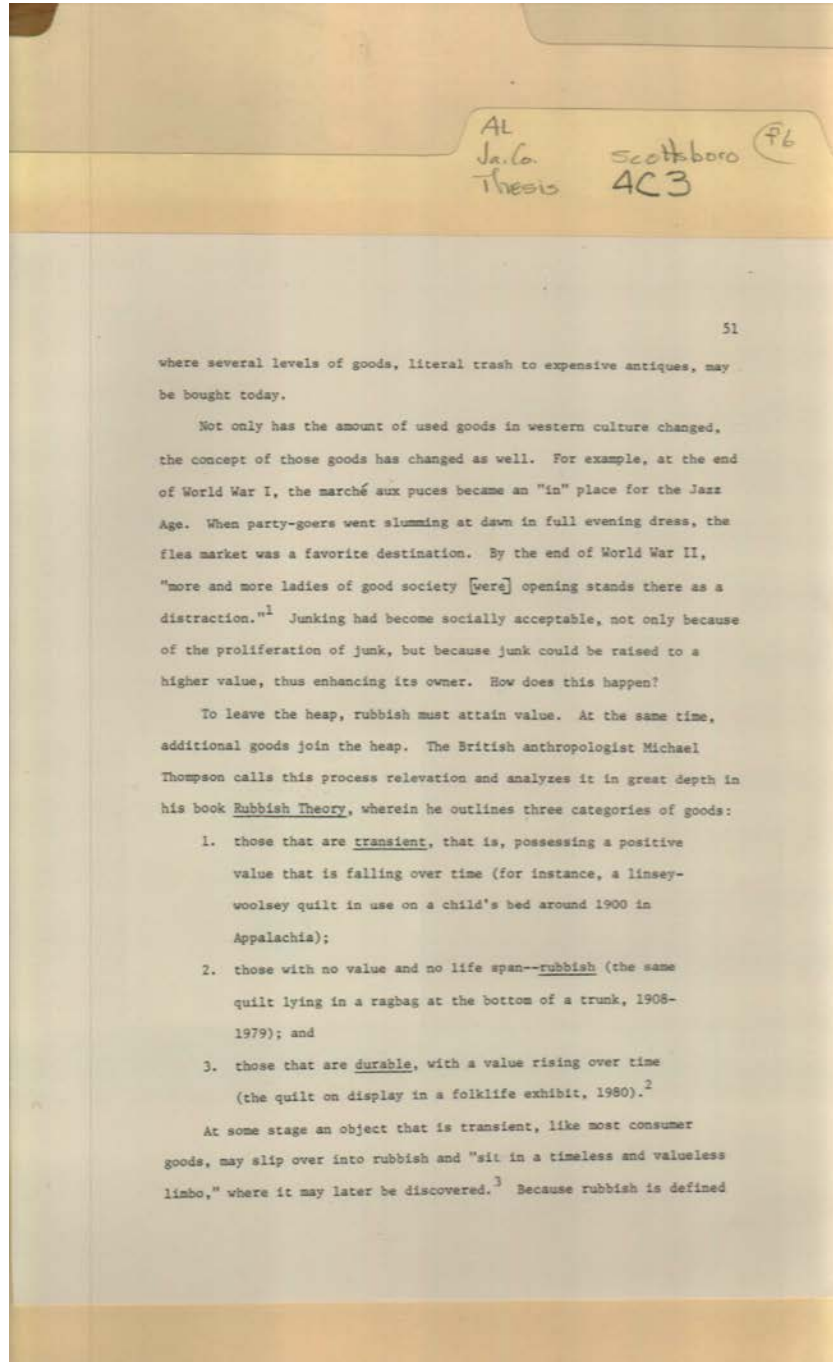 AL
Ja.Co. Scottsboro P6
Thesis 4C3
51
where several levels of goods, literal trash to expensive antiques, may
be bought today.
Not only has the amount of used goods in western culture changed,
the concept of those goods has changed as well. For example, at the end
of World War I, the marché aux puces became an "in" place for the Jazz
Age. When party-goers went slumming at dawn in full evening dress, the
flea market was a favorite destination. By the end of World War II,
"more and more ladies of good society [were] opening stands there as a
distraction."1 Junking had become socially acceptable, not only because
of the proliferation of junk, but because junk could be raised to a
higher value, thus enhancing its owner. How does this happen?
To leave the heap, rubbish must attain value. At the same time,
additional goods join the heap. The British anthropologist Michael
Thompson calls this process relevation and analyzes it in great depth in
his book Rubbish Theory, wherein he outlines three categories of goods:
1. those that are transient, that is, possessing a positive
value that is falling over time (for instance, a linsey-
woolsey quilt in use on a child's bed around 1900 in
Appalachia);
2. those with no value and no life span--rubbish (the same
quilt lying in a ragbag at the bottom of a trunk, 1908-
1979); and
3. those that are durable, with a value rising over time
(the quilt on display in a folklife exhibit, 1980).2
At some stage an object that is transient, like most consumer
goods, may slip over into rubbish and "sit in a timeless and valueless
limbo," where it may later be discovered.3 Because rubbish is defined